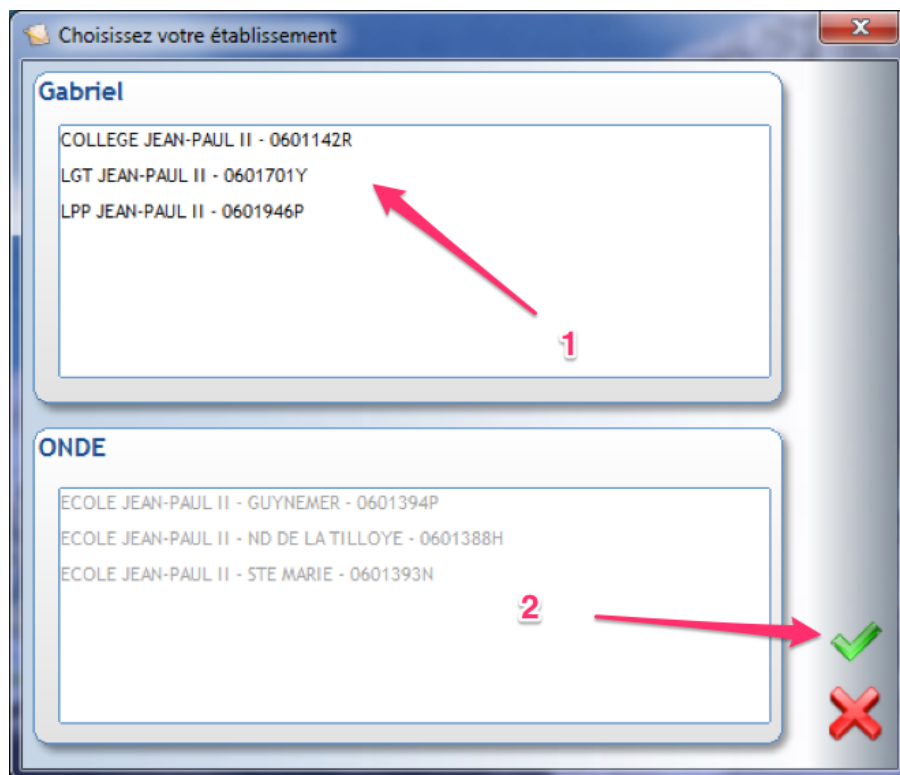 Choisissez votre établissement
Gabriel
COLLEGE JEAN-PAUL II - 0601142R
LGT JEAN-PAUL II - 0601701Y
LPP JEAN-PAUL II - 0601946P
1
ONDE
ECOLE JEAN-PAUL II - GUYNEMER - 0601394P
ECOLE JEAN-PAUL II - ND DE LA TILLOYE - 0601388H
ECOLE JEAN-PAUL II - STE MARIE - 0601393N
2